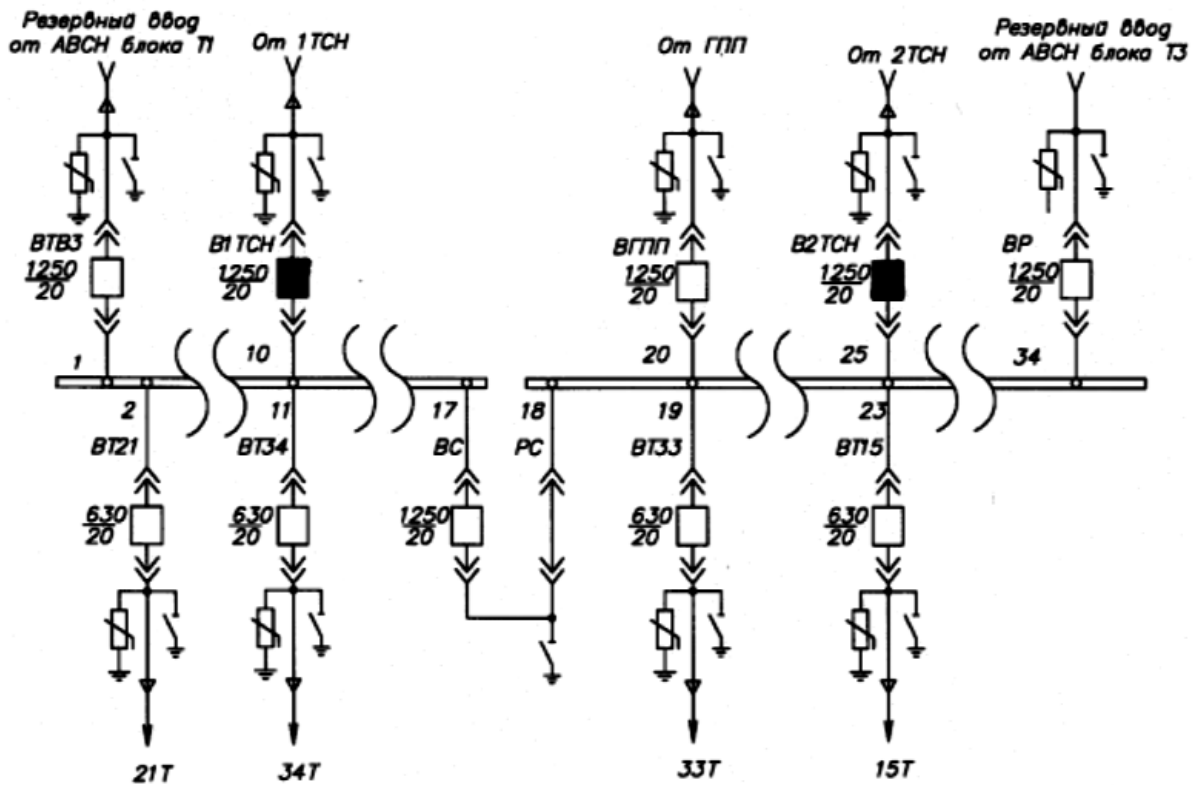 Резервный ввод
от АВСН блока Т1
От 1ТСН
От ГПП
От 2ТСН
Резервный ввод
от АВСН блока Т3
ВТВ3
1250
20
В1ТСН
1250
20
ВГПП
1250
20
В2ТСН
1250
20
ВР
1250
20
1
10
20
25
34
2
11
17
18
19
23
ВТ21
ВТ34
ВС
РС
ВТ33
ВТ15
630
20
630
20
1250
20
630
20
630
20
21Т
34Т
33Т
15Т